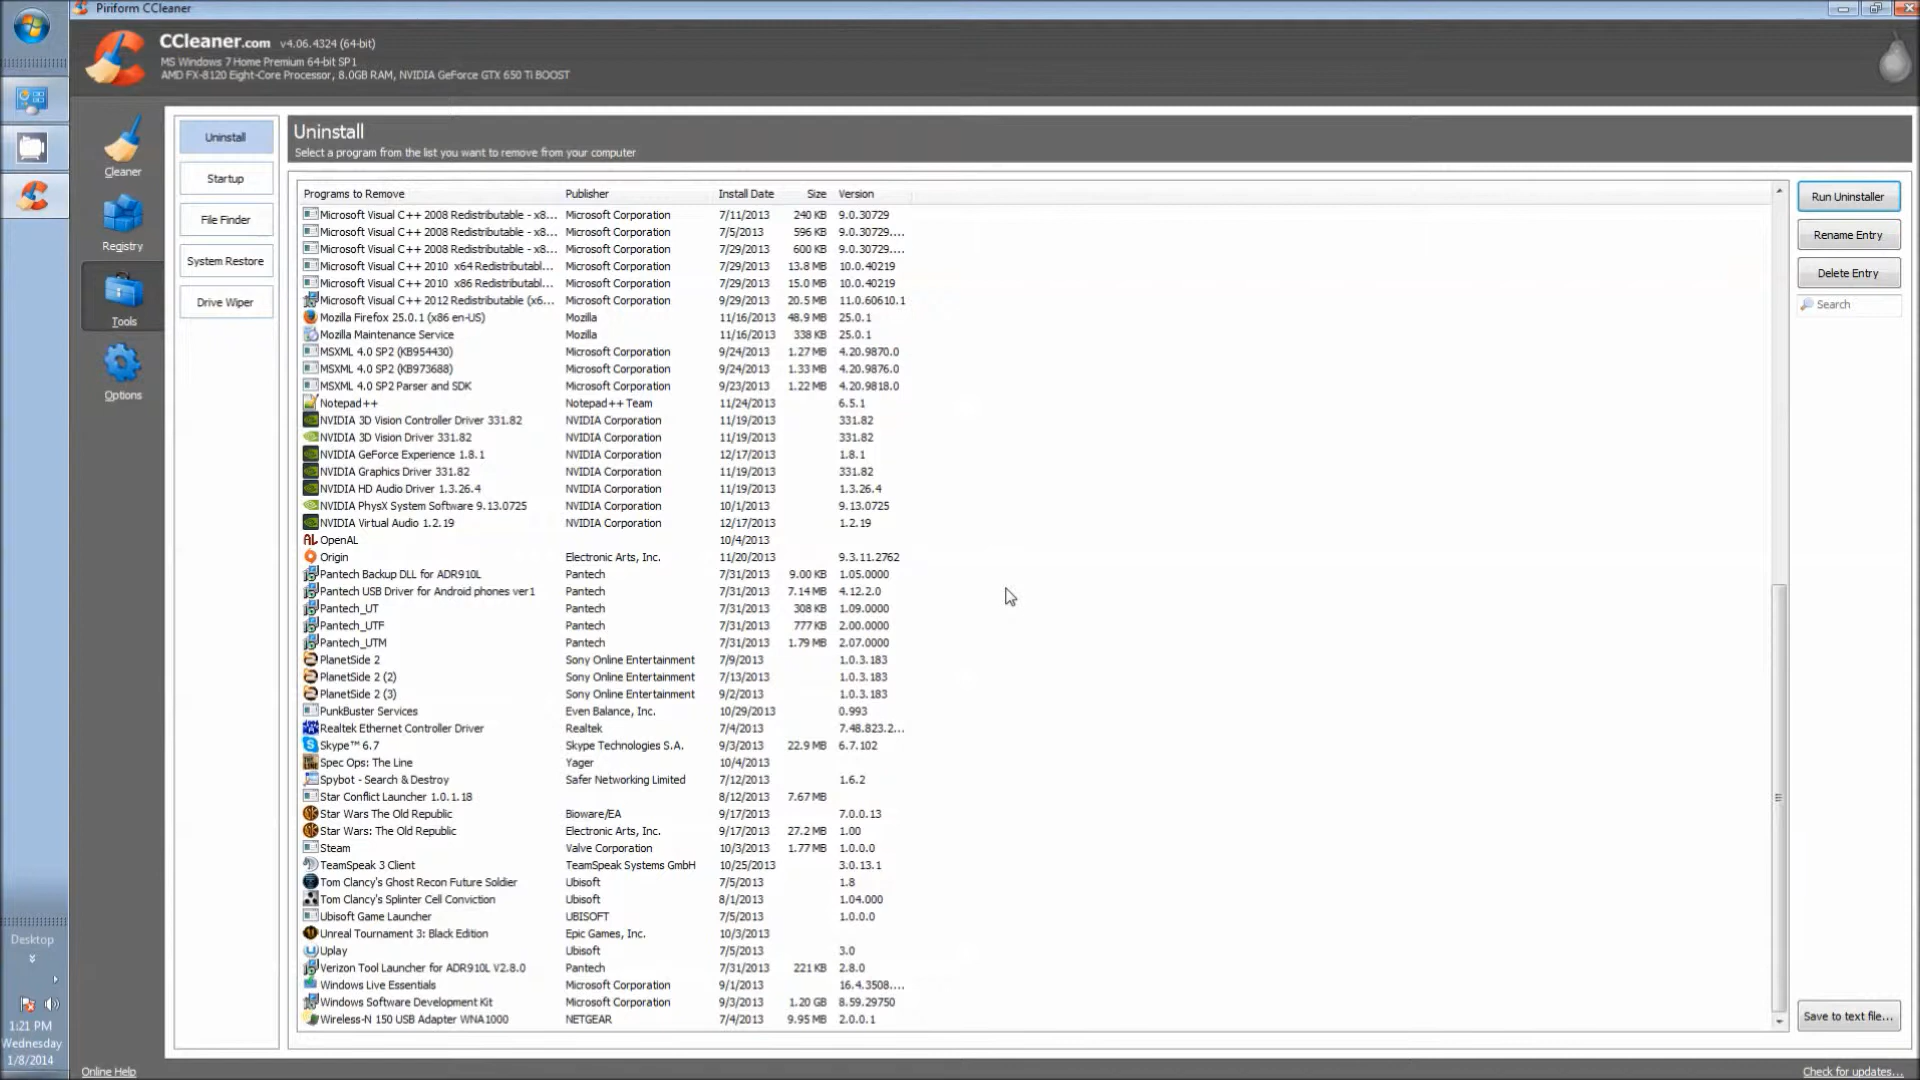 Piriform CCleaner
CCleaner.com v4.06.4324 (64-bit)
MS Windows 7 Home Premium 64-bit SP1
AMD FX-8120 Eight-Core Processor, 8.0GB RAM, NVIDIA GeForce GTX 650 Ti BOOST
Cleaner
Registry
Tools
Options
Uninstall
Startup
File Finder
System Restore
Drive Wiper
Uninstall
Select a program from the list you want to remove from your computer
Programs to Remove Publisher Install Date Size Version
Microsoft Visual C++ 2008 Redistributable - x8... Microsoft Corporation 7/11/2013 240 KB 9.0.30729
Microsoft Visual C++ 2008 Redistributable - x8... Microsoft Corporation 7/5/2013 596 KB 9.0.30729....
Microsoft Visual C++ 2008 Redistributable - x8... Microsoft Corporation 7/29/2013 600 KB 9.0.30729....
Microsoft Visual C++ 2010 x64 Redistributabl... Microsoft Corporation 7/29/2013 13.8 MB 10.0.40219
Microsoft Visual C++ 2010 x86 Redistributabl... Microsoft Corporation 7/29/2013 15.0 MB 10.0.40219
Microsoft Visual C++ 2012 Redistributable (x6... Microsoft Corporation 9/29/2013 20.5 MB 11.0.60610.1
Mozilla Firefox 25.0.1 (x86 en-US) Mozilla 11/16/2013 48.9 MB 25.0.1
Mozilla Maintenance Service Mozilla 11/16/2013 338 KB 25.0.1
MSXML 4.0 SP2 (KB954430) Microsoft Corporation 9/24/2013 1.27 MB 4.20.9870.0
MSXML 4.0 SP2 (KB973688) Microsoft Corporation 9/24/2013 1.33 MB 4.20.9876.0
MSXML 4.0 SP2 Parser and SDK Microsoft Corporation 9/23/2013 1.22 MB 4.20.9818.0
Notepad++ Notepad++ Team 11/24/2013 6.5.1
NVIDIA 3D Vision Controller Driver 331.82 NVIDIA Corporation 11/19/2013 331.82
NVIDIA 3D Vision Driver 331.82 NVIDIA Corporation 11/19/2013 331.82
NVIDIA GeForce Experience 1.8.1 NVIDIA Corporation 12/17/2013 1.8.1
NVIDIA Graphics Driver 331.82 NVIDIA Corporation 11/19/2013 331.82
NVIDIA HD Audio Driver 1.3.26.4 NVIDIA Corporation 11/19/2013 1.3.26.4
NVIDIA PhysX System Software 9.13.0725 NVIDIA Corporation 10/1/2013 9.13.0725
NVIDIA Virtual Audio 1.2.19 NVIDIA Corporation 12/17/2013 1.2.19
OpenAL 10/4/2013
Origin Electronic Arts, Inc. 11/20/2013 9.3.11.2762
Pantech Backup DLL for ADR910L Pantech 7/31/2013 9.00 KB 1.05.0000
Pantech USB Driver for Android phones ver1 Pantech 7/31/2013 7.14 MB 4.12.2.0
Pantech_UT Pantech 7/31/2013 308 KB 1.09.0000
Pantech_UTF Pantech 7/31/2013 777 KB 2.00.0000
Pantech_UTM Pantech 7/31/2013 1.79 MB 2.07.0000
PlanetSide 2 Sony Online Entertainment 7/9/2013 1.0.3.183
PlanetSide 2 (2) Sony Online Entertainment 7/13/2013 1.0.3.183
PlanetSide 2 (3) Sony Online Entertainment 9/2/2013 1.0.3.183
PunkBuster Services Even Balance, Inc. 10/29/2013 0.993
Realtek Ethernet Controller Driver Realtek 7/4/2013 7.48.823.2...
Skype™ 6.7 Skype Technologies S.A. 9/3/2013 22.9 MB 6.7.102
Spec Ops: The Line Yager 10/4/2013
Spybot - Search & Destroy Safer Networking Limited 7/12/2013 1.6.2
Star Conflict Launcher 1.0.1.18 8/12/2013 7.67 MB
Star Wars The Old Republic Bioware/EA 9/17/2013 7.0.0.13
Star Wars: The Old Republic Electronic Arts, Inc. 9/17/2013 27.2 MB 1.00
Steam Valve Corporation 10/3/2013 1.77 MB 1.0.0.0
TeamSpeak 3 Client TeamSpeak Systems GmbH 10/25/2013 3.0.13.1
Tom Clancy's Ghost Recon Future Soldier Ubisoft 7/5/2013 1.8
Tom Clancy's Splinter Cell Conviction Ubisoft 8/1/2013 1.04.000
Ubisoft Game Launcher UBISOFT 7/5/2013 1.0.0.0
Unreal Tournament 3: Black Edition Epic Games, Inc. 10/3/2013
Uplay Ubisoft 7/5/2013 3.0
Verizon Tool Launcher for ADR910L V2.8.0 Pantech 7/31/2013 221 KB 2.8.0
Windows Live Essentials Microsoft Corporation 9/1/2013 16.4.3508....
Windows Software Development Kit Microsoft Corporation 9/3/2013 1.20 GB 8.59.29750
Wireless-N 150 USB Adapter WNA1000 NETGEAR 7/4/2013 9.95 MB 2.0.0.1
Run Uninstaller
Rename Entry
Delete Entry
Search
Save to text file...
Desktop
1:21 PM
Wednesday
1/8/2014
Online Help
Check for updates...